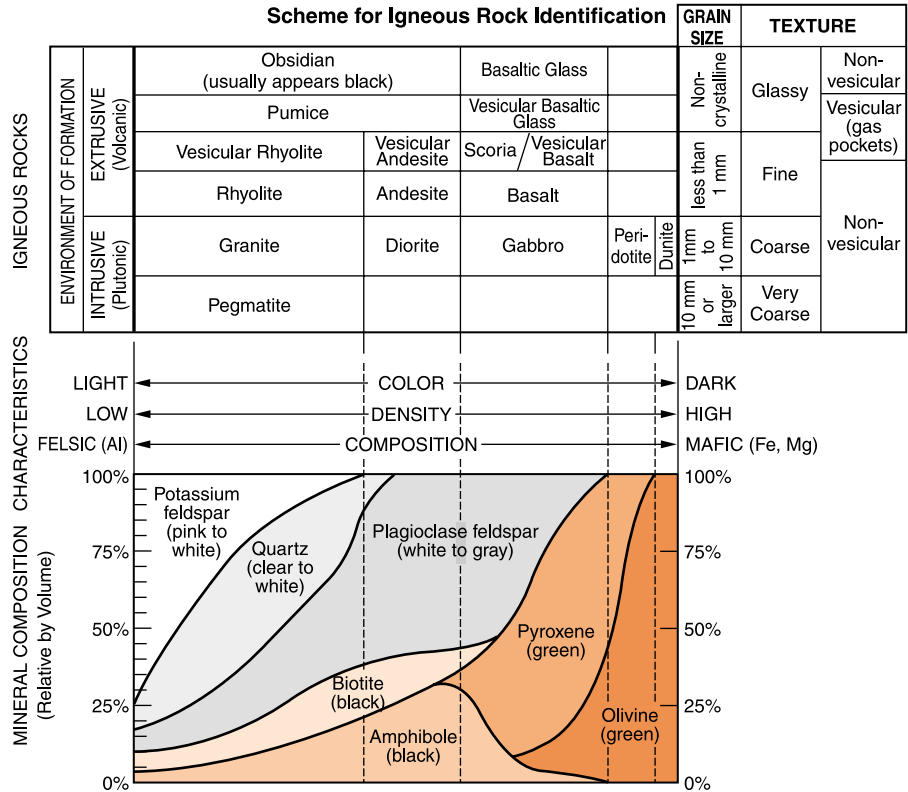 Scheme for Igneous Rock Identification
GRAIN
SIZE
TEXTURE
IGNEOUS ROCKS
ENVIRONMENT OF FORMATION
EXTRUSIVE
(Volcanic)
Obsidian
(usually appears black)
Basaltic Glass
Non-
crystalline
Glassy
Non-
vesicular
Pumice
Vesicular Basaltic
Glass
Vesicular
(gas
pockets)
Vesicular Rhyolite
Vesicular
Andesite
Scoria
Vesicular
Basalt
less than
1 mm
Fine
Rhyolite
Andesite
Basalt
Non-
vesicular
INTRUSIVE
(Plutonic)
Granite
Diorite
Gabbro
Peri-
dotite
Dunite
1mm
to
10 mm
Coarse
Pegmatite
10 mm
or
larger
Very
Coarse
CHARACTERISTICS
LIGHT
COLOR
DARK
LOW
DENSITY
HIGH
FELSIC (Al)
COMPOSITION
MAFIC (Fe, Mg)
MINERAL COMPOSITION
(Relative by Volume)
100%
75%
50%
25%
0%
Potassium
feldspar
(pink to
white)
Quartz
(clear to
white)
Plagioclase feldspar
(white to gray)
Biotite
(black)
Amphibole
(black)
Pyroxene
(green)
Olivine
(green)
100%
75%
50%
25%
0%